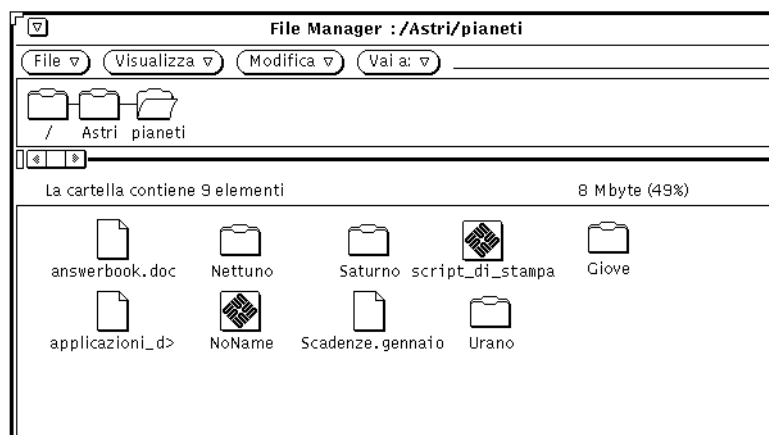 File Manager : /Astri/pianeti
File Visualizza Modifica Vai a:
/ Astri pianeti
La cartella contiene 9 elementi 8 Mbyte (49%)
answerbook.doc Nettuno Saturno script_di_stampa Giove
applicazioni_d> NoName Scadenze.gennaio Urano